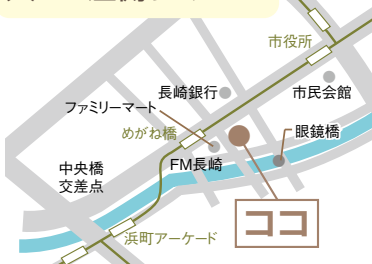 市役所
長崎銀行
市民会館
ファミリーマート
めがね橋
眼鏡橋
FM長崎
中央橋
交差点
ココ
浜町アーケード